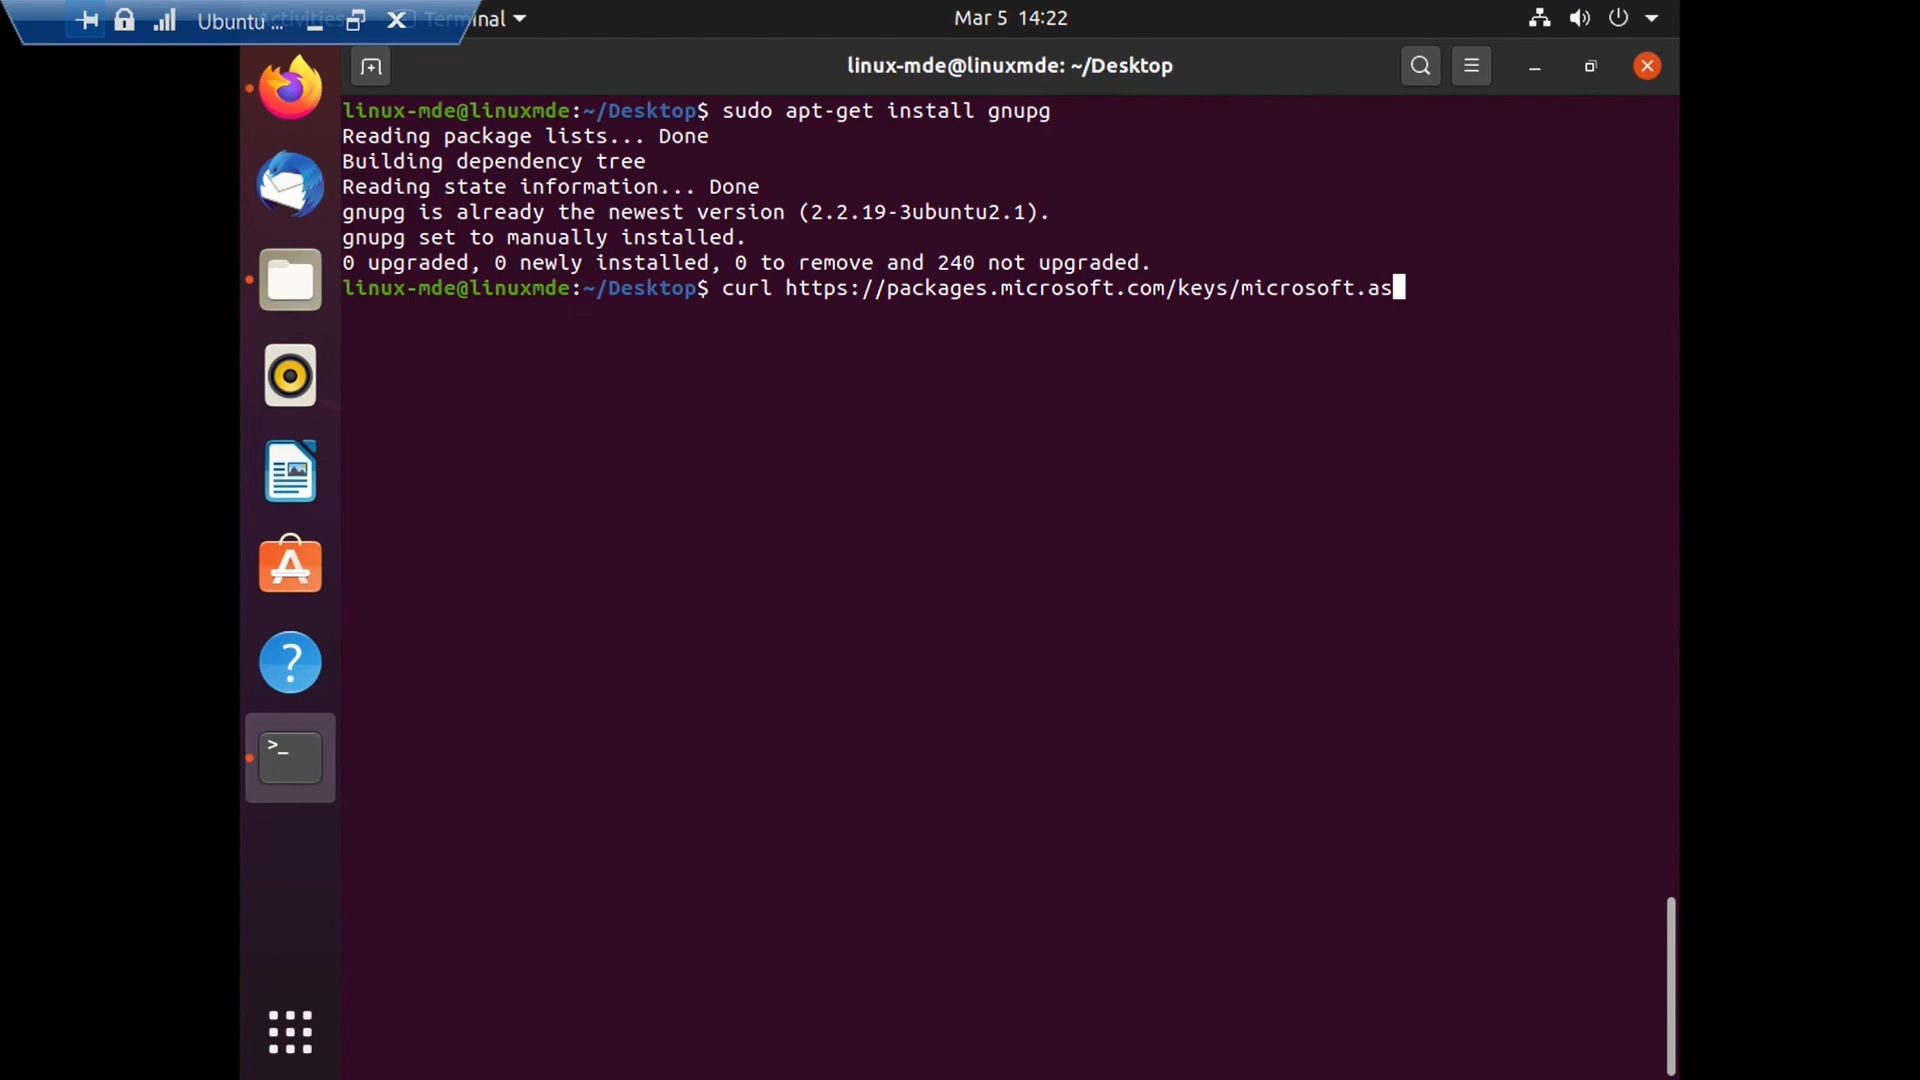 Ubuntu ...
Activities
Terminal
Mar 5 14:22
linux-mde@linuxmde: ~/Desktop
linux-mde@linuxmde:~/Desktop$ sudo apt-get install gnupg
Reading package lists... Done
Building dependency tree
Reading state information... Done
gnupg is already the newest version (2.2.19-3ubuntu2.1).
gnupg set to manually installed.
0 upgraded, 0 newly installed, 0 to remove and 240 not upgraded.
linux-mde@linuxmde:~/Desktop$ curl https://packages.microsoft.com/keys/microsoft.as